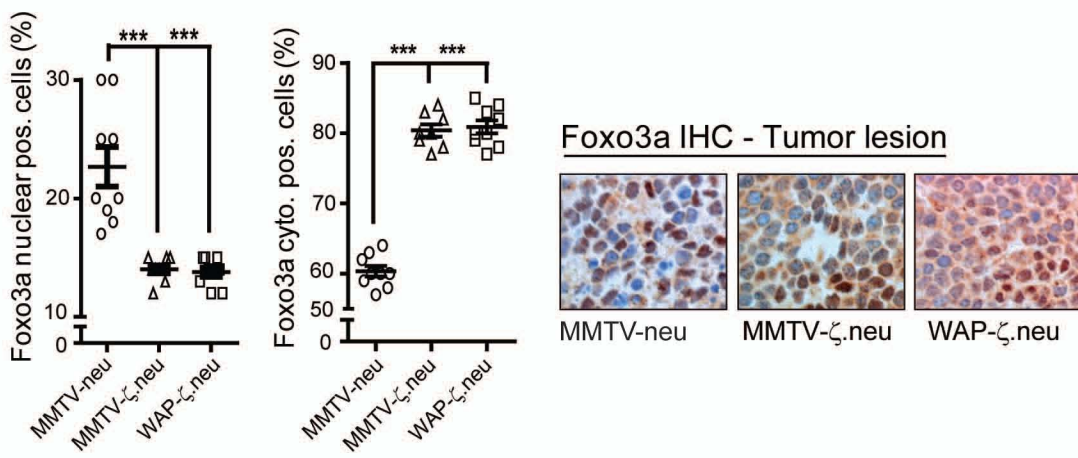 Foxo3a nuclear pos. cells (%)
*** ***
30
20
10
0
MMTV-neu
MMTV-ζ.neu
WAP-ζ.neu
Foxo3a cyto. pos. cells (%)
*** ***
90
80
70
60
50
0
MMTV-neu
MMTV-ζ.neu
WAP-ζ.neu
Foxo3a IHC - Tumor lesion
MMTV-neu MMTV-ζ.neu WAP-ζ.neu